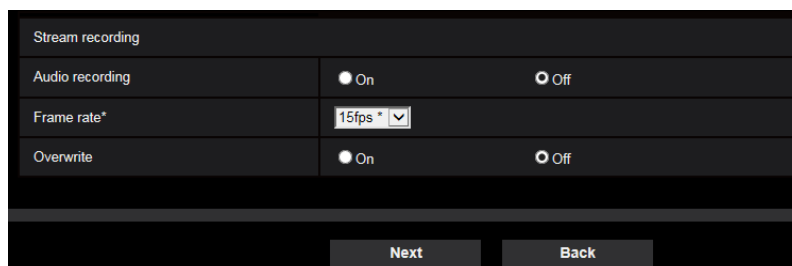 Stream recording
Audio recording On Off
Frame rate* 15fps *
Overwrite On Off
Next Back